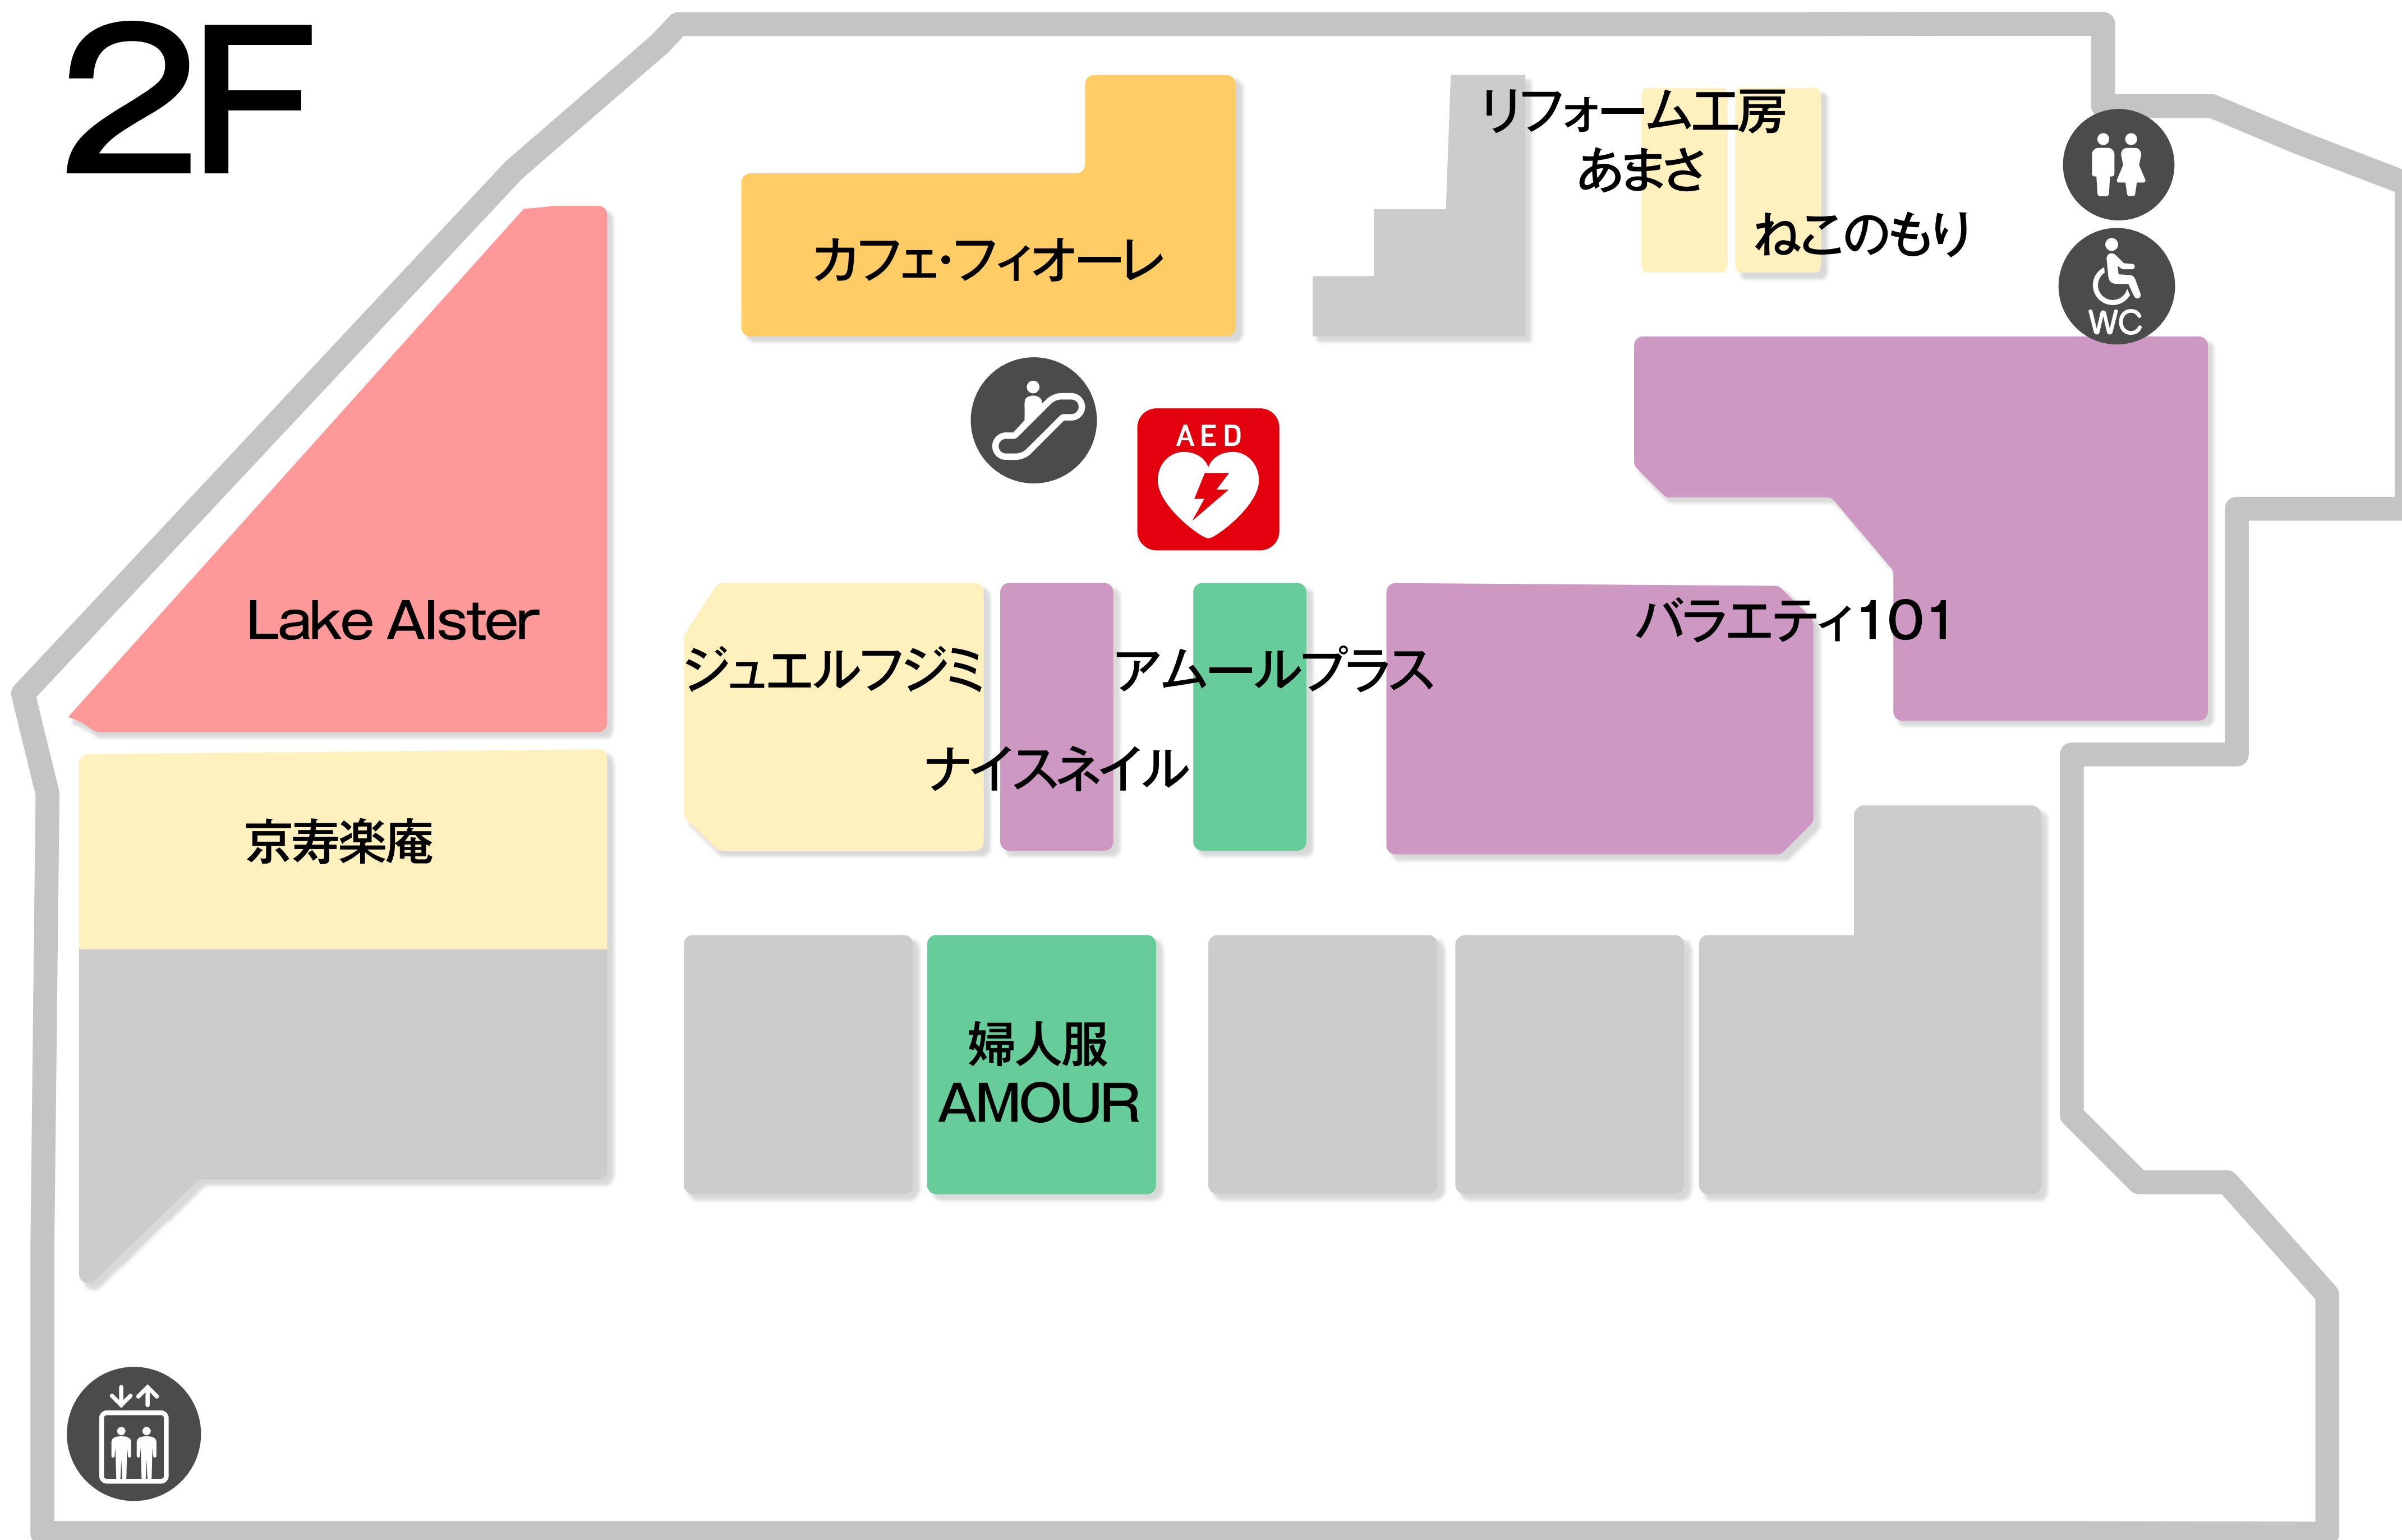 2F
リフォーム工房
あまさ
ねこのもり
カフェ・フィオーレ
WC
AED
Lake Alster
バラエティ101
ジュエルフジミ
アムールプラス
ナイスネイル
京寿楽庵
婦人服
AMOUR